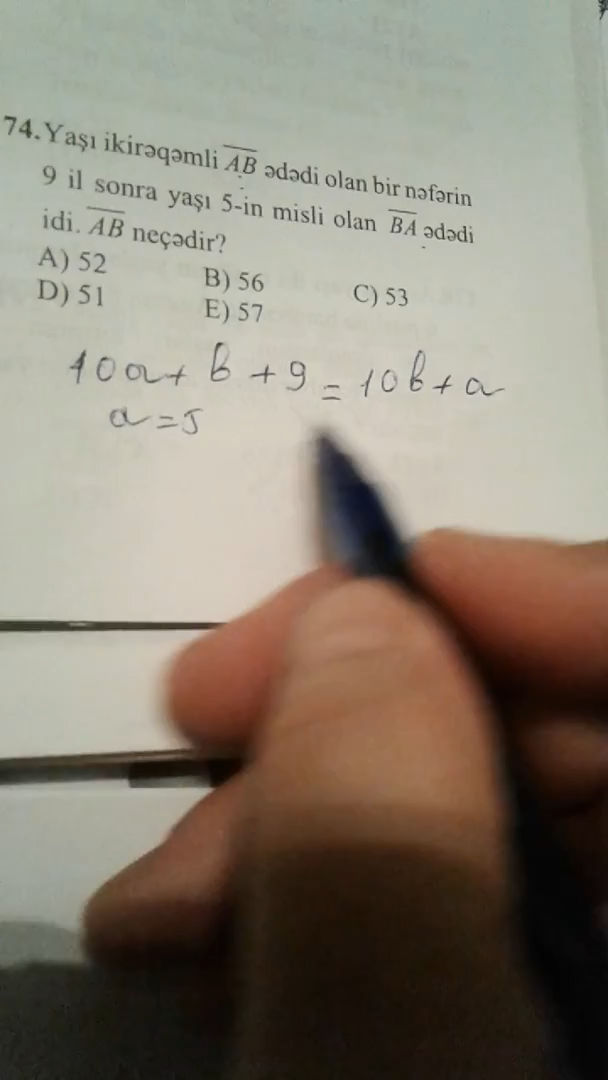 74. Yaşı ikirəqəmli AB ədədi olan bir nəfərin
9 il sonra yaşı 5-in misli olan BA ədədi
idi. AB neçədir?
A) 52 B) 56 C) 53
D) 51 E) 57
10a + b + 9 = 10b + a
a = 5